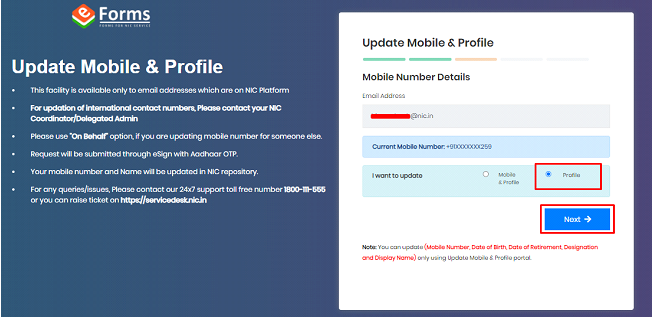 e Forms
FORMS FOR NIC SERVICE
Update Mobile & Profile
This facility is available only to email addresses which are on NIC Platform
For updation of international contact numbers, Please contact your NIC
Coordinator/Delegated Admin
Please use "On Behalf" option, if you are updating mobile number for someone else.
Request will be submitted through eSign with Aadhaar OTP.
Your mobile number and Name will be updated in NIC repository.
For any queries/issues, Please contact our 24x7 support toll free number 1800-111-555
or you can raise ticket on https://servicedesk.nic.in
Update Mobile & Profile
Mobile Number Details
Email Address
@nic.in
Current Mobile Number: +91XXXXXXX259
I want to update
Mobile
& Profile
Profile
Next →
Note: You can update (Mobile Number, Date of Birth, Date of Retirement, Designation
and Display Name) only using Update Mobile & Profile portal.